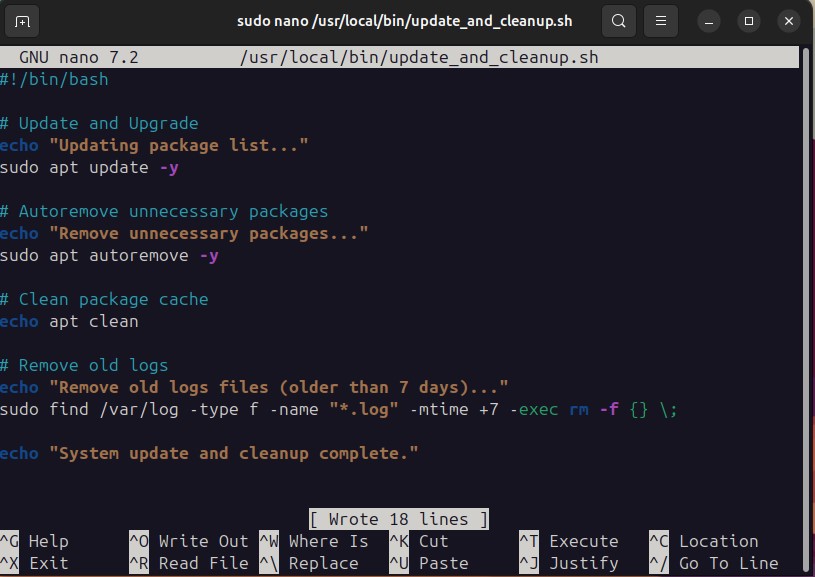 sudo nano /usr/local/bin/update_and_cleanup.sh
GNU nano 7.2 /usr/local/bin/update_and_cleanup.sh
#!/bin/bash
# Update and Upgrade
echo "Updating package list..."
sudo apt update -y
# Autoremove unnecessary packages
echo "Remove unnecessary packages..."
sudo apt autoremove -y
# Clean package cache
echo apt clean
# Remove old logs
echo "Remove old logs files (older than 7 days)..."
sudo find /var/log -type f -name "*.log" -mtime +7 -exec rm -f {} \;
echo "System update and cleanup complete."
[ Wrote 18 lines ]
^G Help ^O Write Out ^W Where Is ^K Cut ^T Execute ^C Location
^X Exit ^R Read File ^\ Replace ^U Paste ^J Justify ^/ Go To Line